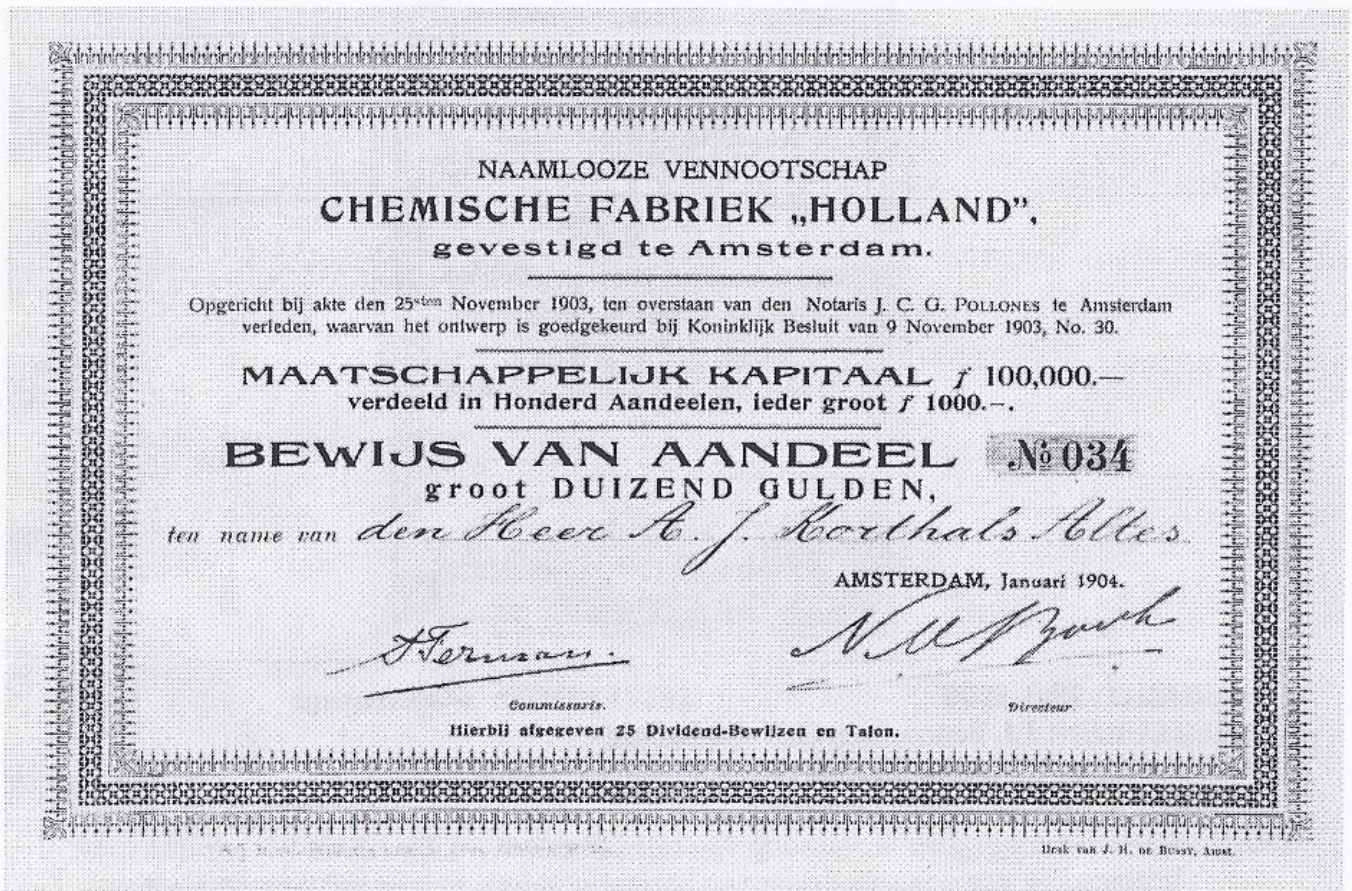 NAAMLOOZE VENNOOTSCHAP
CHEMISCHE FABRIEK „HOLLAND",
gevestigd te Amsterdam.
Opgericht bij akte den 25sten November 1903, ten overstaan van den Notaris J. C. G. POLLONES te Amsterdam
verleden, waarvan het ontwerp is goedgekeurd bij Koninklijk Besluit van 9 November 1903, No. 30.
MAATSCHAPPELIJK KAPITAAL ƒ 100,000.—
verdeeld in Honderd Aandeelen, ieder groot ƒ 1000.—.
BEWIJS VAN AANDEEL No 034
groot DUIZEND GULDEN,
ten name van den Heer A. J. Korthals Altes
AMSTERDAM, Januari 1904.
Commissaris. Directeur.
Hierbij afgegeven 25 Dividend-Bewijzen en Talon.
Druk van J. H. DE BUSSY, Amst.